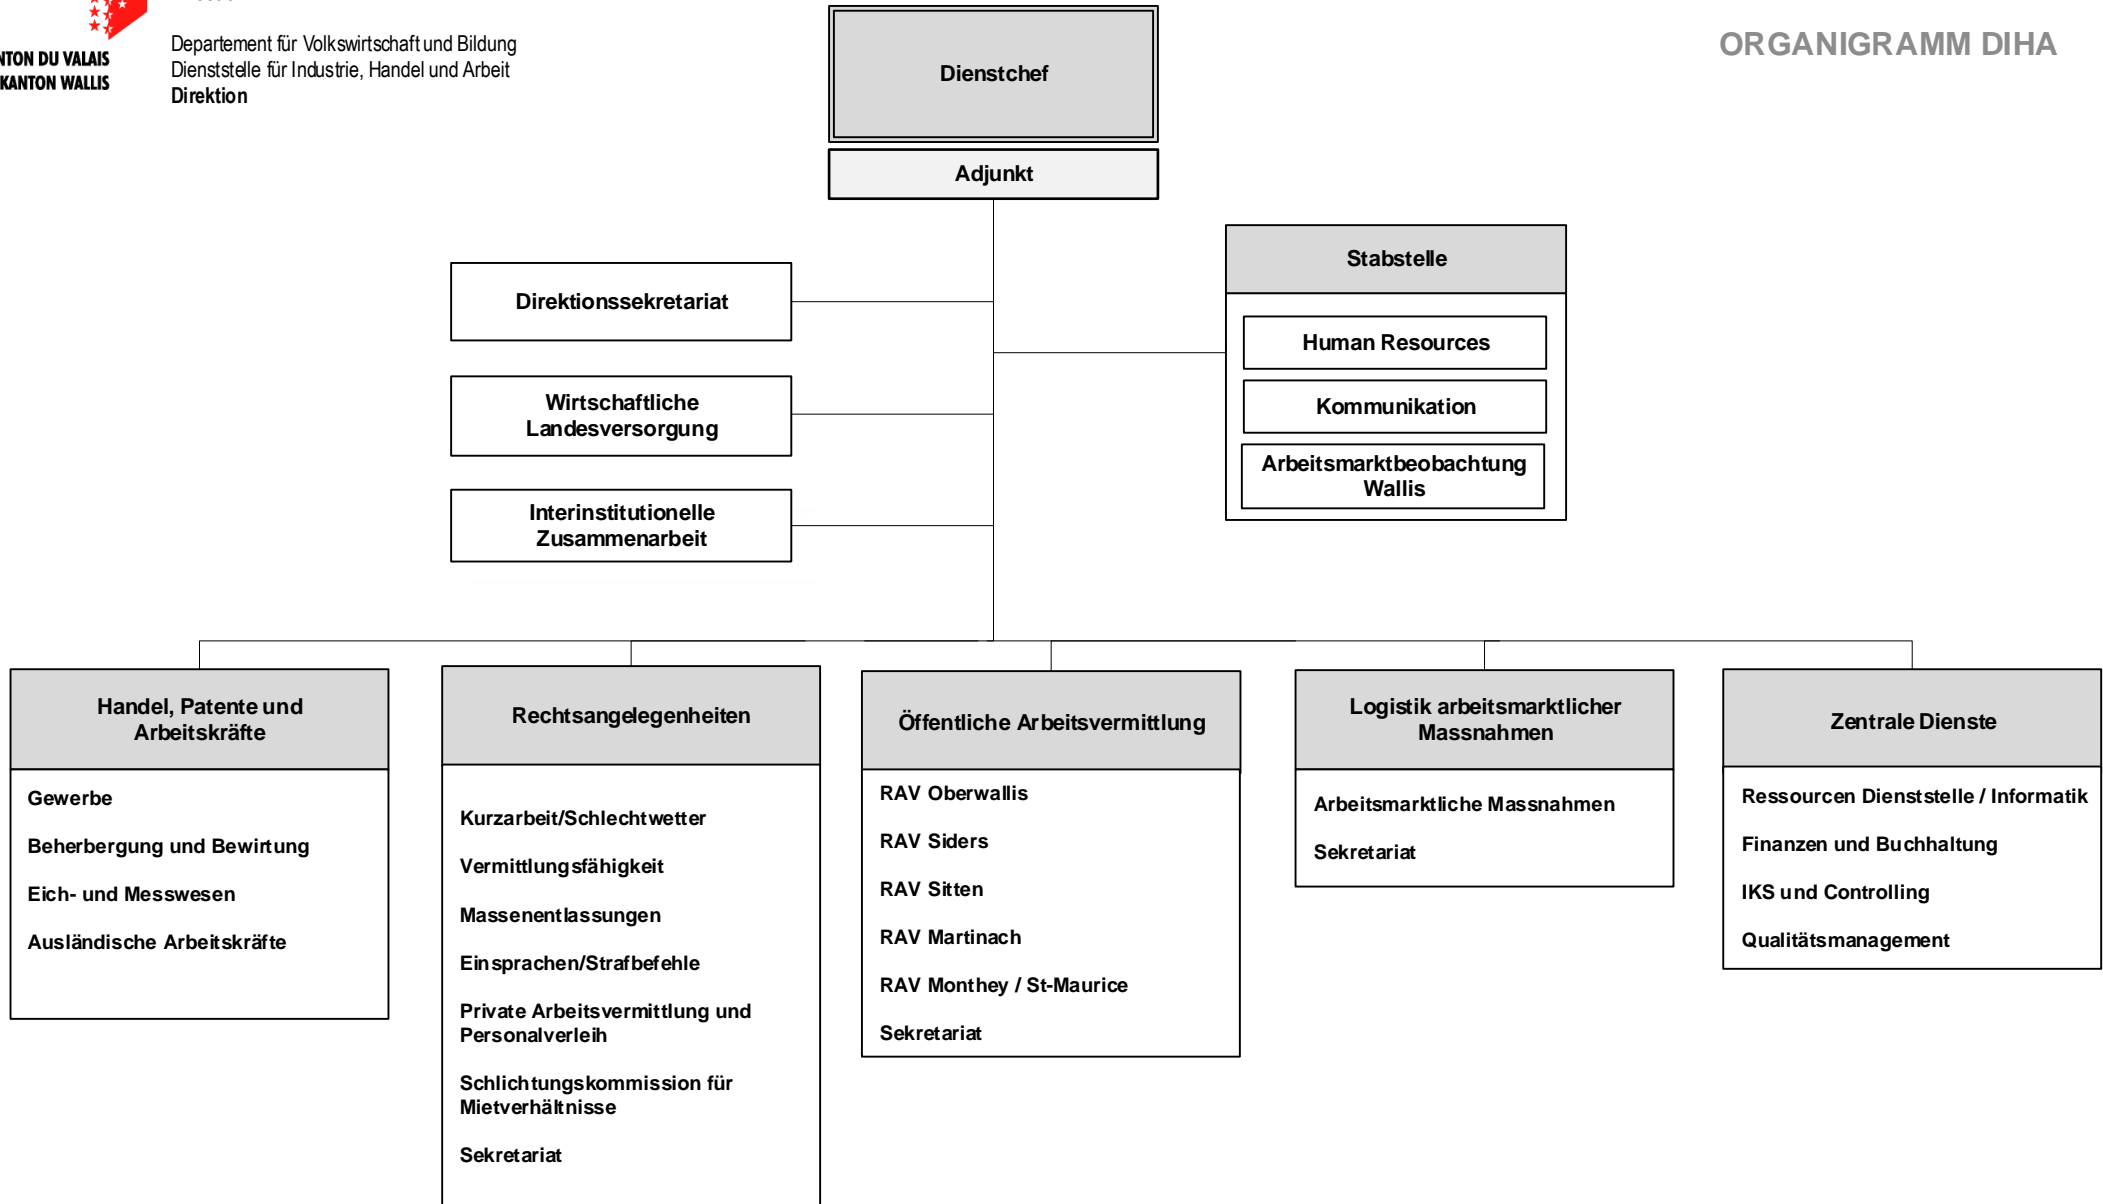 NTON DU VALAIS
KANTON WALLIS
Departement für Volkswirtschaft und Bildung
Dienststelle für Industrie, Handel und Arbeit
Direktion
ORGANIGRAMM DIHA
Dienstchef
Adjunkt
Direktionssekretariat
Wirtschaftliche
Landesversorgung
Interinstitutionelle
Zusammenarbeit
Stabstelle
Human Resources
Kommunikation
Arbeitsmarktbeobachtung
Wallis
Handel, Patente und
Arbeitskräfte
Gewerbe
Beherbergung und Bewirtung
Eich- und Messwesen
Ausländische Arbeitskräfte
Rechtsangelegenheiten
Kurzarbeit/Schlechtwetter
Vermittlungsfähigkeit
Massenentlassungen
Einsprachen/Strafbefehle
Private Arbeitsvermittlung und
Personalverleih
Schlichtungskommission für
Mietverhältnisse
Sekretariat
Öffentliche Arbeitsvermittlung
RAV Oberwallis
RAV Siders
RAV Sitten
RAV Martinach
RAV Monthey / St-Maurice
Sekretariat
Logistik arbeitsmarktlicher
Massnahmen
Arbeitsmarktliche Massnahmen
Sekretariat
Zentrale Dienste
Ressourcen Dienststelle / Informatik
Finanzen und Buchhaltung
IKS und Controlling
Qualitätsmanagement